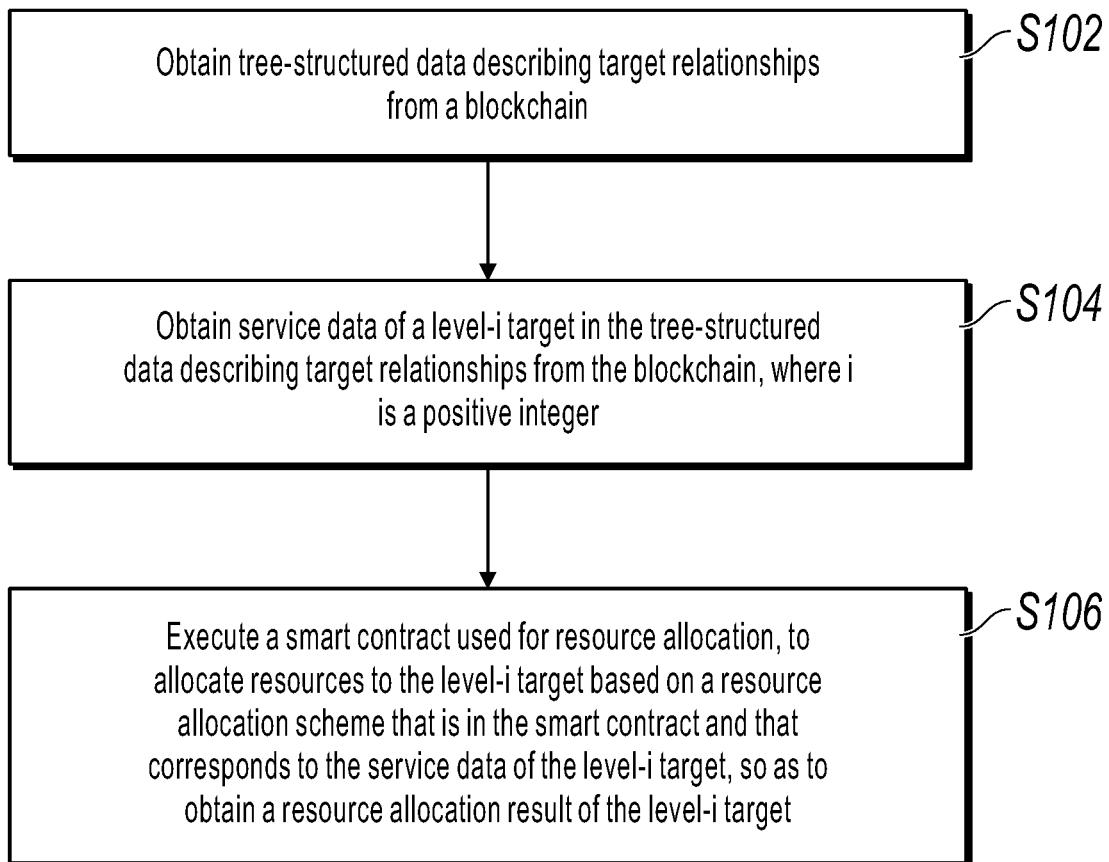 S102
Obtain tree-structured data describing target relationships
from a blockchain
S104
Obtain service data of a level-i target in the tree-structured
data describing target relationships from the blockchain, where i
is a positive integer
S106
Execute a smart contract used for resource allocation, to
allocate resources to the level-i target based on a resource
allocation scheme that is in the smart contract and that
corresponds to the service data of the level-i target, so as to
obtain a resource allocation result of the level-i target